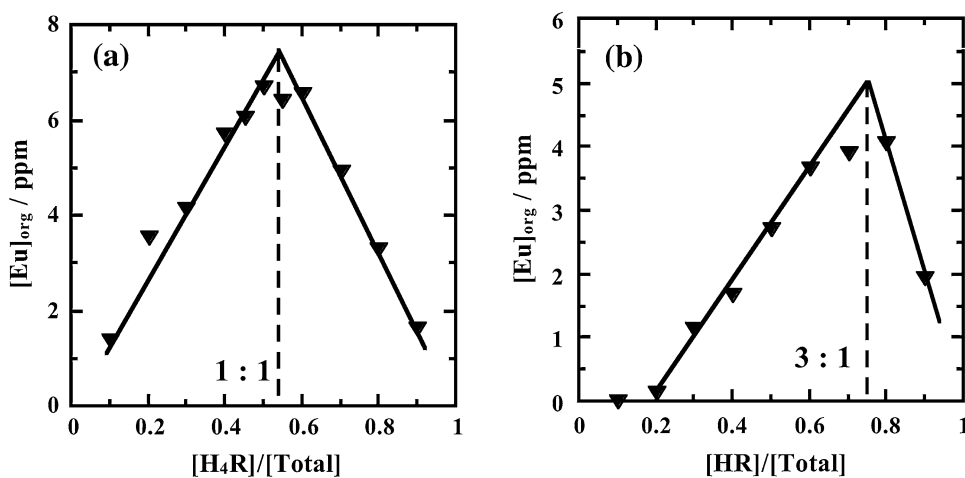 (a)
8
6
4
2
0
[Eu]org / ppm
1 : 1
0 0.2 0.4 0.6 0.8 1
[H₄R]/[Total]
(b)
6
5
4
3
2
1
0
[Eu]org / ppm
3 : 1
0 0.2 0.4 0.6 0.8 1
[HR]/[Total]